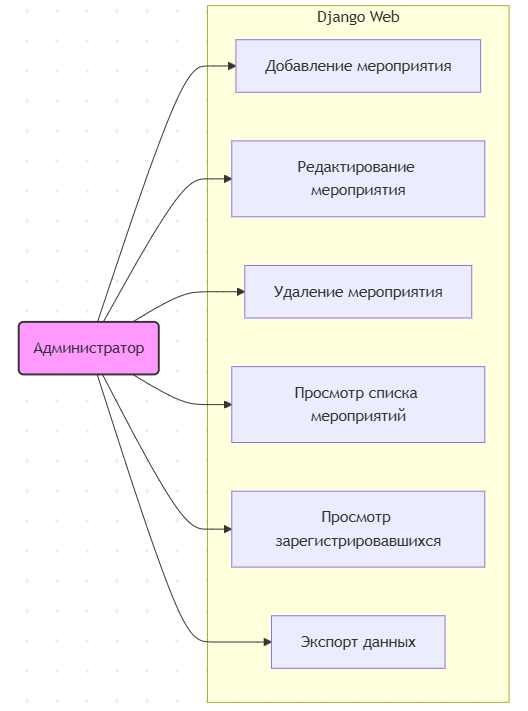 Django Web
Добавление мероприятия
Редактирование
мероприятия
Удаление мероприятия
Администратор
Просмотр списка
мероприятий
Просмотр
зарегистрировавшихся
Экспорт данных